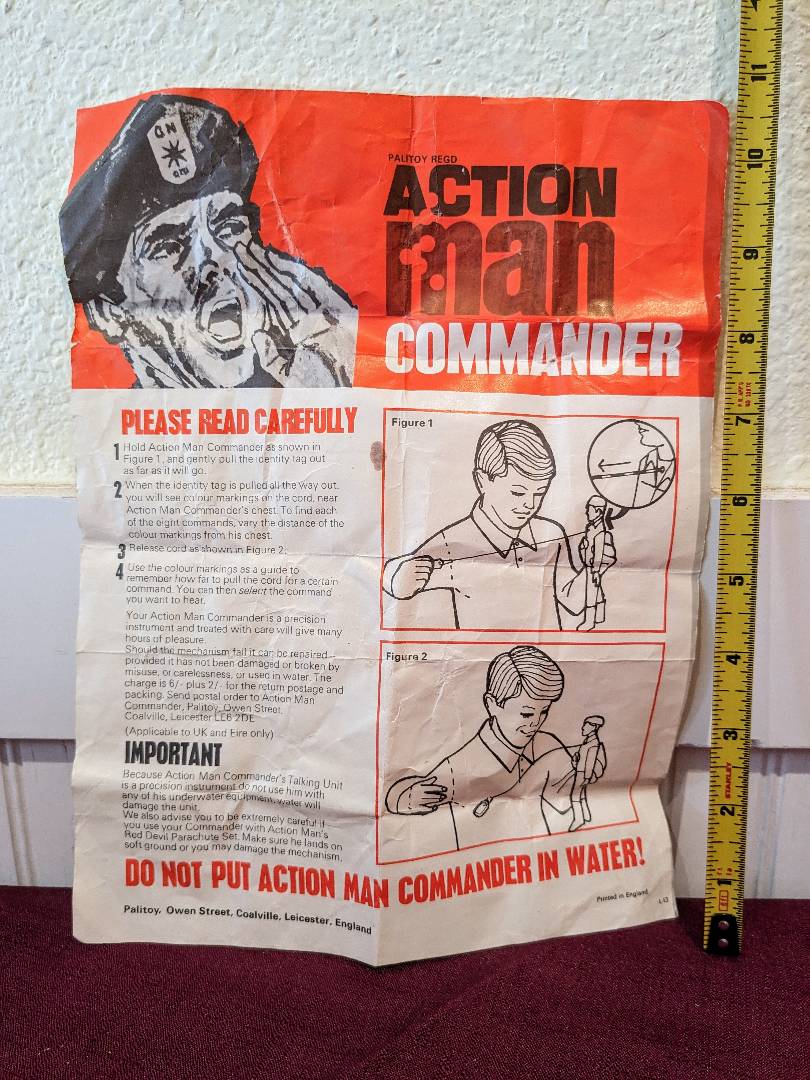 GN
PALITOY REGD
ACTION
man
COMMANDER
PLEASE READ CAREFULLY
1 Hold Action Man Commander as shown in
Figure 1, and gently pull the identity tag out
as far as it will go.
2 When the identity tag is pulled all the way out,
you will see colour markings on the cord, near
Action Man Commander's chest. To find each
of the eight commands, vary the distance of the
colour markings from his chest.
3 Release cord as shown in Figure 2.
4 Use the colour markings as a guide to
remember how far to pull the cord for a certain
command. You can then select the command
you want to hear.
Your Action Man Commander is a precision
instrument and treated with care will give many
hours of pleasure.
Should the mechanism fail it can be repaired
provided it has not been damaged or broken by
misuse, or carelessness, or used in water. The
charge is 6/- plus 2/- for the return postage and
packing. Send postal order to Action Man
Commander, Palitoy, Owen Street,
Coalville, Leicester LE6 2DE
(Applicable to UK and Eire only)
IMPORTANT
Because Action Man Commander's Talking Unit
is a precision instrument do not use him with
any of his underwater equipment, water will
damage the unit.
We also advise you to be extremely careful if
you use your Commander with Action Man's
Red Devil Parachute Set. Make sure he lands on
soft ground or you may damage the mechanism.
Figure 1
Figure 2
DO NOT PUT ACTION MAN COMMANDER IN WATER!
Palitoy, Owen Street, Coalville, Leicester, England
Printed in England
11
10
9
8
7
6
5
4
3
STANLEY
2
1